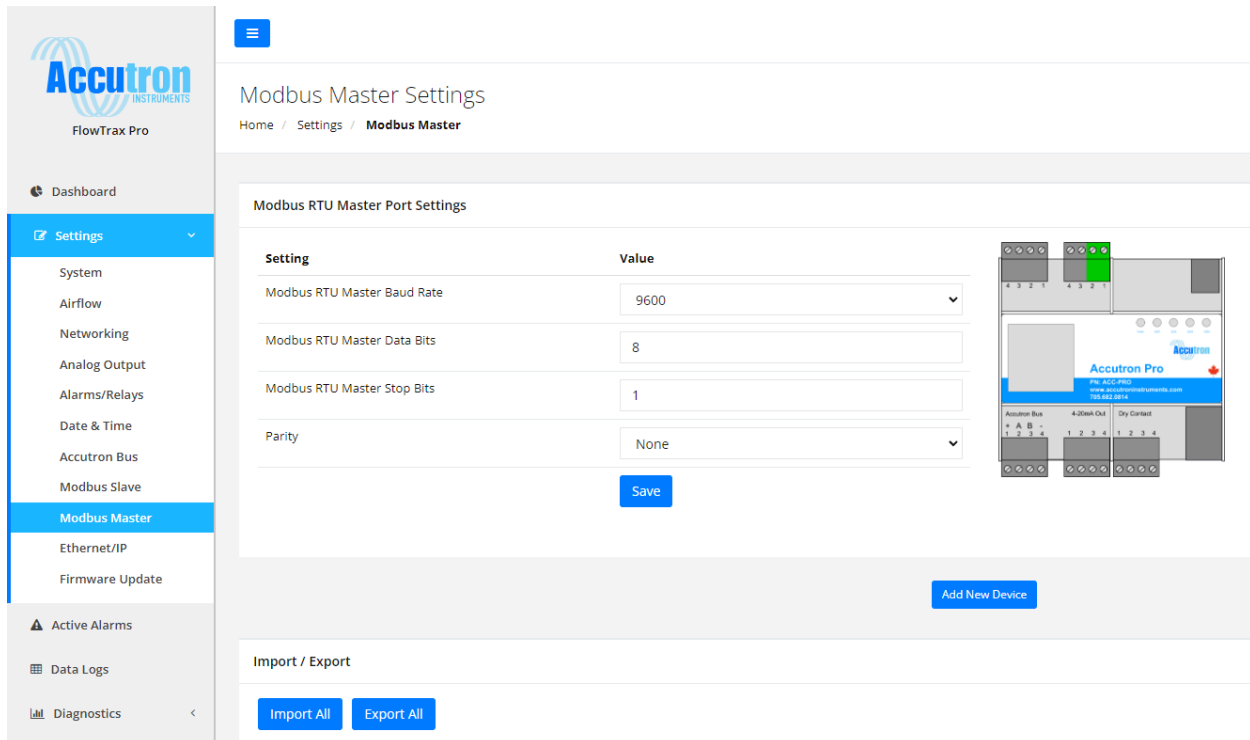 Accutron
INSTRUMENTS
FlowTrax Pro
Dashboard
Settings
System
Airflow
Networking
Analog Output
Alarms/Relays
Date & Time
Accutron Bus
Modbus Slave
Modbus Master
Ethernet/IP
Firmware Update
Active Alarms
Data Logs
Diagnostics
Modbus Master Settings
Home / Settings / Modbus Master
Modbus RTU Master Port Settings
Setting Value
Modbus RTU Master Baud Rate 9600
Modbus RTU Master Data Bits 8
Modbus RTU Master Stop Bits 1
Parity None
Save
4 3 2 1 4 3 2 1
Accutron
Accutron Pro
PN: ACC-PRO
www.accutroninstruments.com
705.682.0814
Accutron Bus 4-20mA Out Dry Contact
+ A B -
1 2 3 4 1 2 3 4 1 2 3 4
Add New Device
Import / Export
Import All Export All